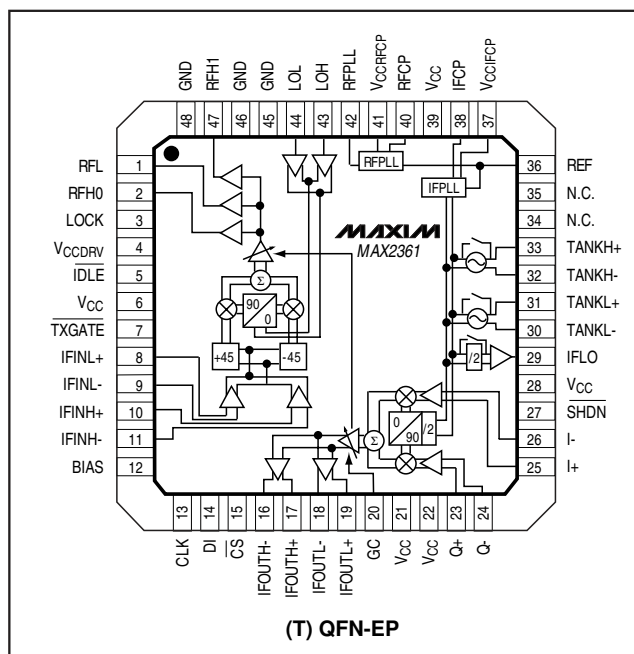 GND
RFH1
GND
GND
LOL
LOH
RFPLL
VCCRFCP
RFCP
VCC
IFCP
VCCIFCP
48
47
46
45
44
43
42
41
40
39
38
37
RFL 1
RFH0 2
LOCK 3
VCCDRV 4
IDLE 5
VCC 6
TXGATE 7
IFINL+ 8
IFINL- 9
IFINH+ 10
IFINH- 11
BIAS 12
RFPLL
IFPLL
MAXIM
MAX2361
Σ
90
0
+45
-45
/2
0
90
/2
Σ
36 REF
35 N.C.
34 N.C.
33 TANKH+
32 TANKH-
31 TANKL+
30 TANKL-
29 IFLO
28 VCC
27 SHDN
26 I-
25 I+
13
14
15
16
17
18
19
20
21
22
23
24
CLK
DI
CS
IFOUTH-
IFOUTH+
IFOUTL-
IFOUTL+
GC
VCC
VCC
Q+
Q-
(T) QFN-EP